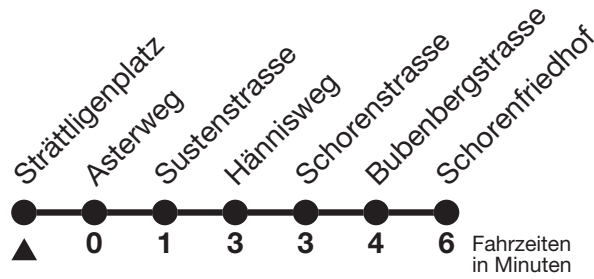 Strättligenplatz
Asterweg
Sustenstrasse
Hännisweg
Schorenstrasse
Bubenbergstrasse
Schorenfriedhof
0 1 3 3 4 6 Fahrzeiten
in Minuten